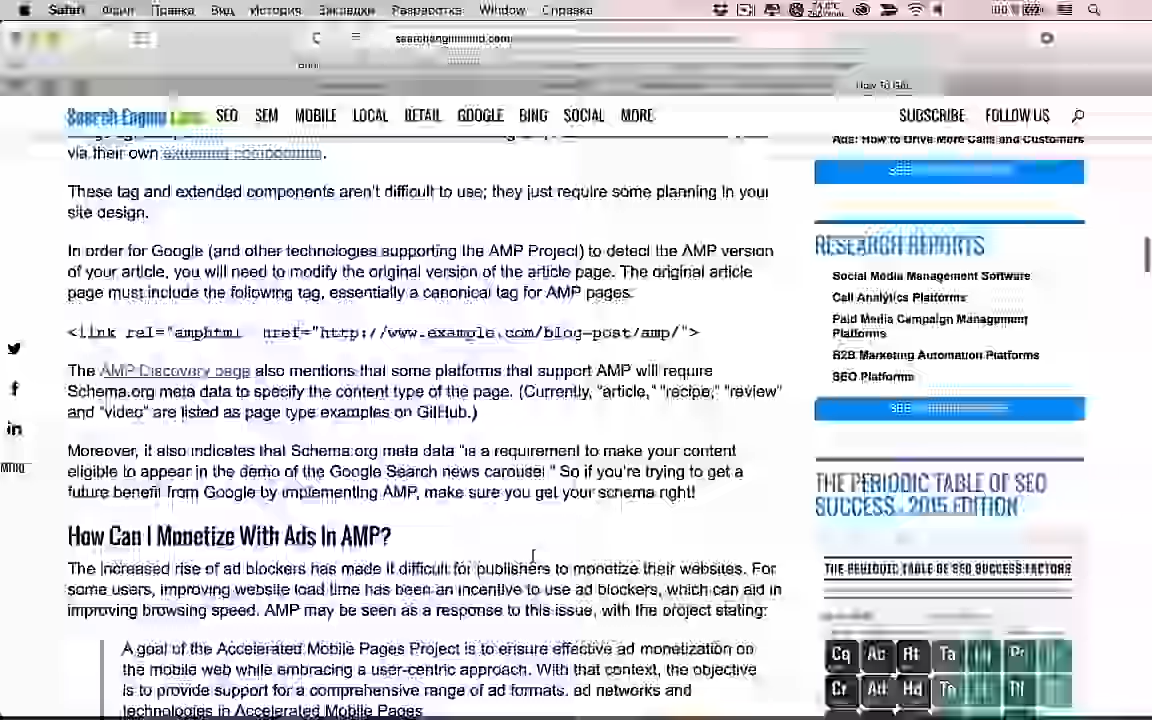 Safari Файл Правка Вид История Закладки Разработка Window Справка
How To Get
Search Engine Land SEO SEM MOBILE LOCAL RETAIL GOOGLE BING SOCIAL MORE SUBSCRIBE FOLLOW US
via their own extended components.
These tag and extended components aren't difficult to use; they just require some planning in your
site design.
In order for Google (and other technologies supporting the AMP Project) to detect the AMP version
of your article, you will need to modify the original version of the article page. The original article
page must include the following tag, essentially a canonical tag for AMP pages:
<link rel="amphtml" href="http://www.example.com/blog-post/amp/">
The AMP Discovery page also mentions that some platforms that support AMP will require
Schema.org meta data to specify the content type of the page. (Currently, "article," "recipe," "review"
and "video" are listed as page type examples on GitHub.)
Moreover, it also indicates that Schema.org meta data "is a requirement to make your content
eligible to appear in the demo of the Google Search news carousel." So if you're trying to get a
future benefit from Google by implementing AMP, make sure you get your schema right!
How Can I Monetize With Ads In AMP?
The increased rise of ad blockers has made it difficult for publishers to monetize their websites. For
some users, improving website load time has been an incentive to use ad blockers, which can aid in
improving browsing speed. AMP may be seen as a response to this issue, with the project stating:
A goal of the Accelerated Mobile Pages Project is to ensure effective ad monetization on
the mobile web while embracing a user-centric approach. With that context, the objective
is to provide support for a comprehensive range of ad formats, ad networks and
technologies in Accelerated Mobile Pages
Ads: How to Drive More Calls and Customers
SEE
RESEARCH REPORTS
Social Media Management Software
Call Analytics Platforms
Paid Media Campaign Management
Platforms
B2B Marketing Automation Platforms
SEO Platforms
SEE
THE PERIODIC TABLE OF SEO
SUCCESS - 2015 EDITION
THE PERIODIC TABLE OF SEO SUCCESS FACTORS
Cq Ac Rt Ta
Cr Ad Hd